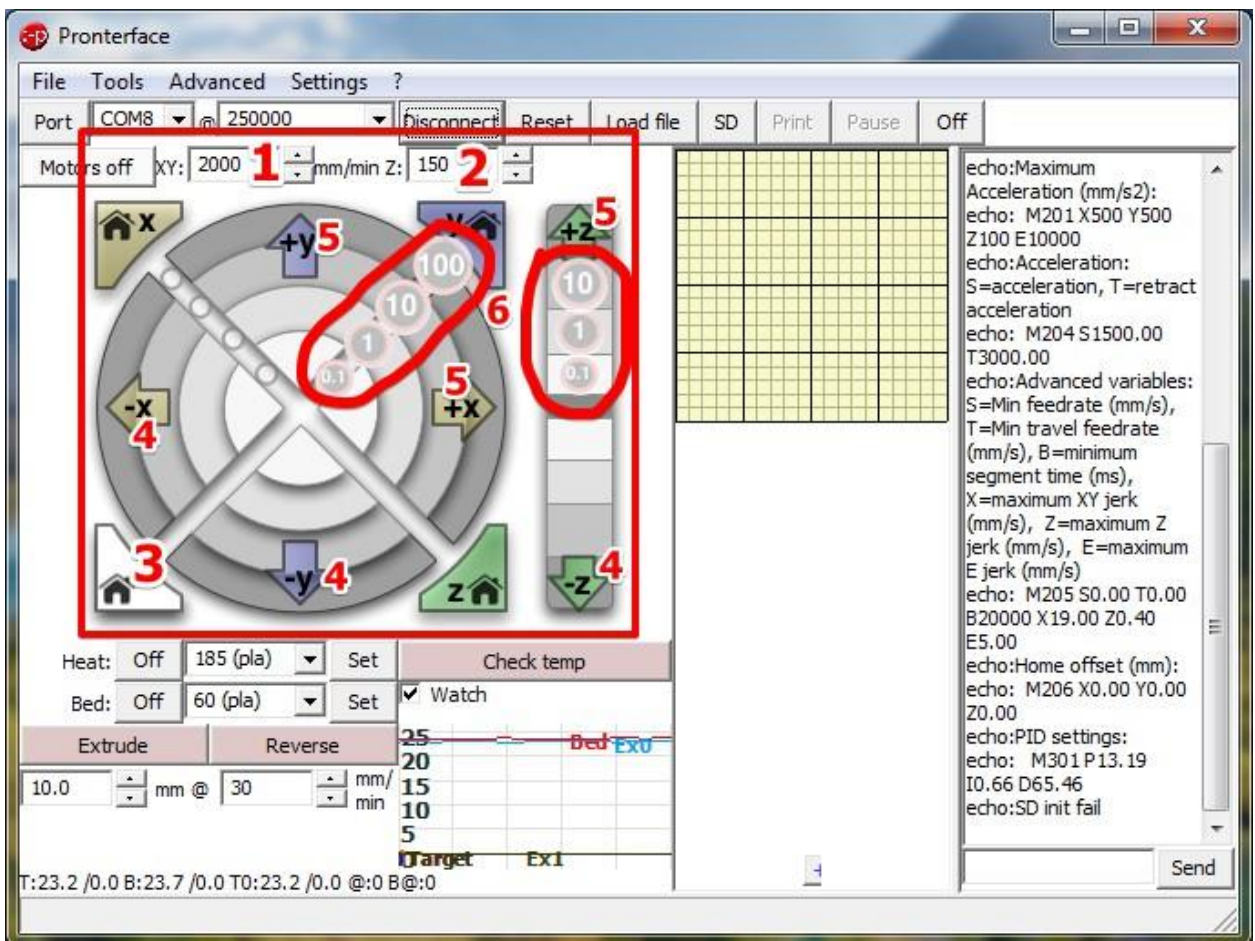 Pronterface
File Tools Advanced Settings ?
Port COM8 @ 250000 Disconnect Reset Load file SD Print Pause Off
Motors off XY: 2000 1 mm/min Z: 150 2
x
+y 5
y
100
10
1
0.1
6
-x
4
5
+x
3
-y 4
z
+z 5
10
1
0.1
-z 4
Heat: Off 185 (pla) Set Check temp
Bed: Off 60 (pla) Set Watch
Extrude Reverse
10.0 mm @ 30 mm/
min
25 Bed Ex0
20
15
10
5
Target Ex1
T:23.2 /0.0 B:23.7 /0.0 T0:23.2 /0.0 @:0 B@:0
echo:Maximum
Acceleration (mm/s2):
echo: M201 X500 Y500
Z100 E10000
echo:Acceleration:
S=acceleration, T=retract
acceleration
echo: M204 S1500.00
T3000.00
echo:Advanced variables:
S=Min feedrate (mm/s),
T=Min travel feedrate
(mm/s), B=minimum
segment time (ms),
X=maximum XY jerk
(mm/s), Z=maximum Z
jerk (mm/s), E=maximum
E jerk (mm/s)
echo: M205 S0.00 T0.00
B20000 X19.00 Z0.40
E5.00
echo:Home offset (mm):
echo: M206 X0.00 Y0.00
Z0.00
echo:PID settings:
echo: M301 P13.19
I0.66 D65.46
echo:SD init fail
Send